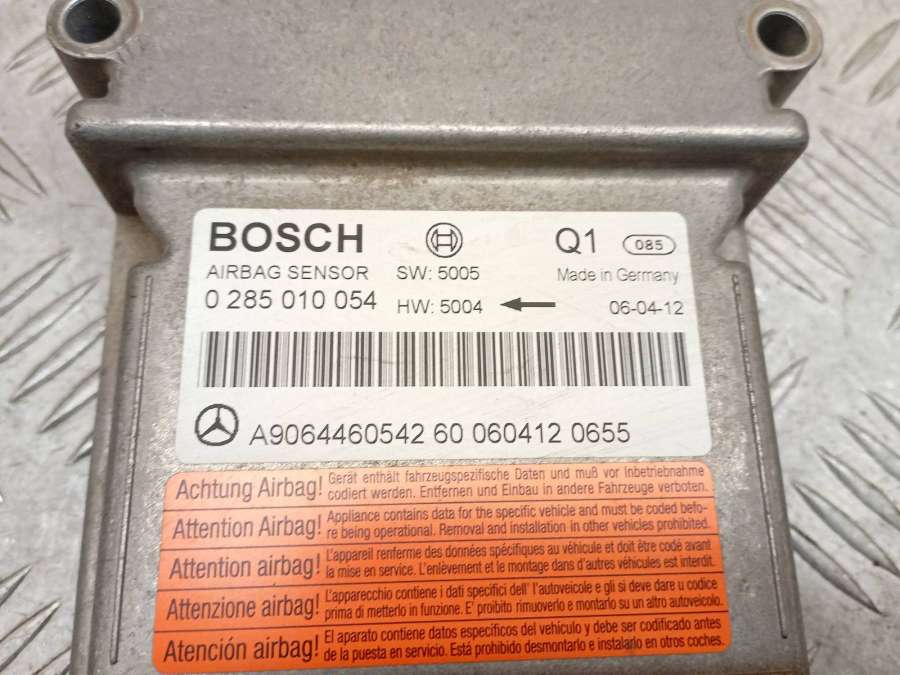 BOSCH Q1 085
AIRBAG SENSOR SW: 5005 Made in Germany
0 285 010 054 HW: 5004 06-04-12
A9064460542 60 060412 0655
Achtung Airbag! Gerät enthält fahrzeugspezifische Daten und muß vor Inbetriebnahme
codiert werden. Entfernen und Einbau in andere Fahrzeuge verboten.
Attention Airbag! Appliance contains data for the specific vehicle and must be coded befo-
re being operational. Removal and installation in other vehicles prohibited.
Attention airbag! L'appareil renferme des données spécifiques au véhicule et doit être codé avant
la mise en service. L'enlèvement et le montage dans d'autres véhicules est interdit.
Attenzione airbag! L'apparecchio contiene i dati specifici dell' l'autoveicole e gli si deve dare u codice
prima di metterlo in funzione. E' proibito rimuoverlo e montarlo su un altro autoveicolo.
Atención airbag! El aparato contiene datos específicos del vehículo y debe ser codificado antes
de la puesta en servicio. Está prohibido desmontarlo e instalarlo en otros coches.